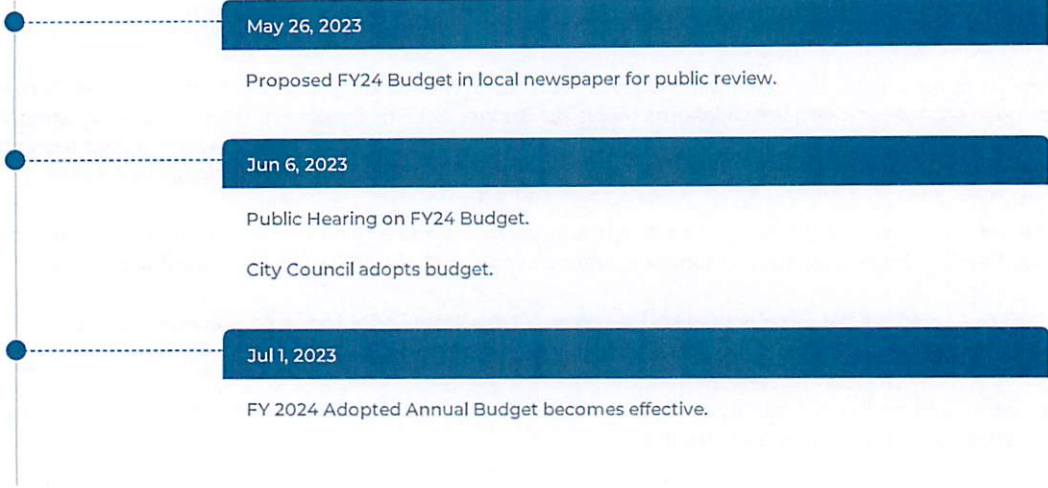 May 26, 2023
Proposed FY24 Budget in local newspaper for public review.
Jun 6, 2023
Public Hearing on FY24 Budget.
City Council adopts budget.
Jul 1, 2023
FY 2024 Adopted Annual Budget becomes effective.